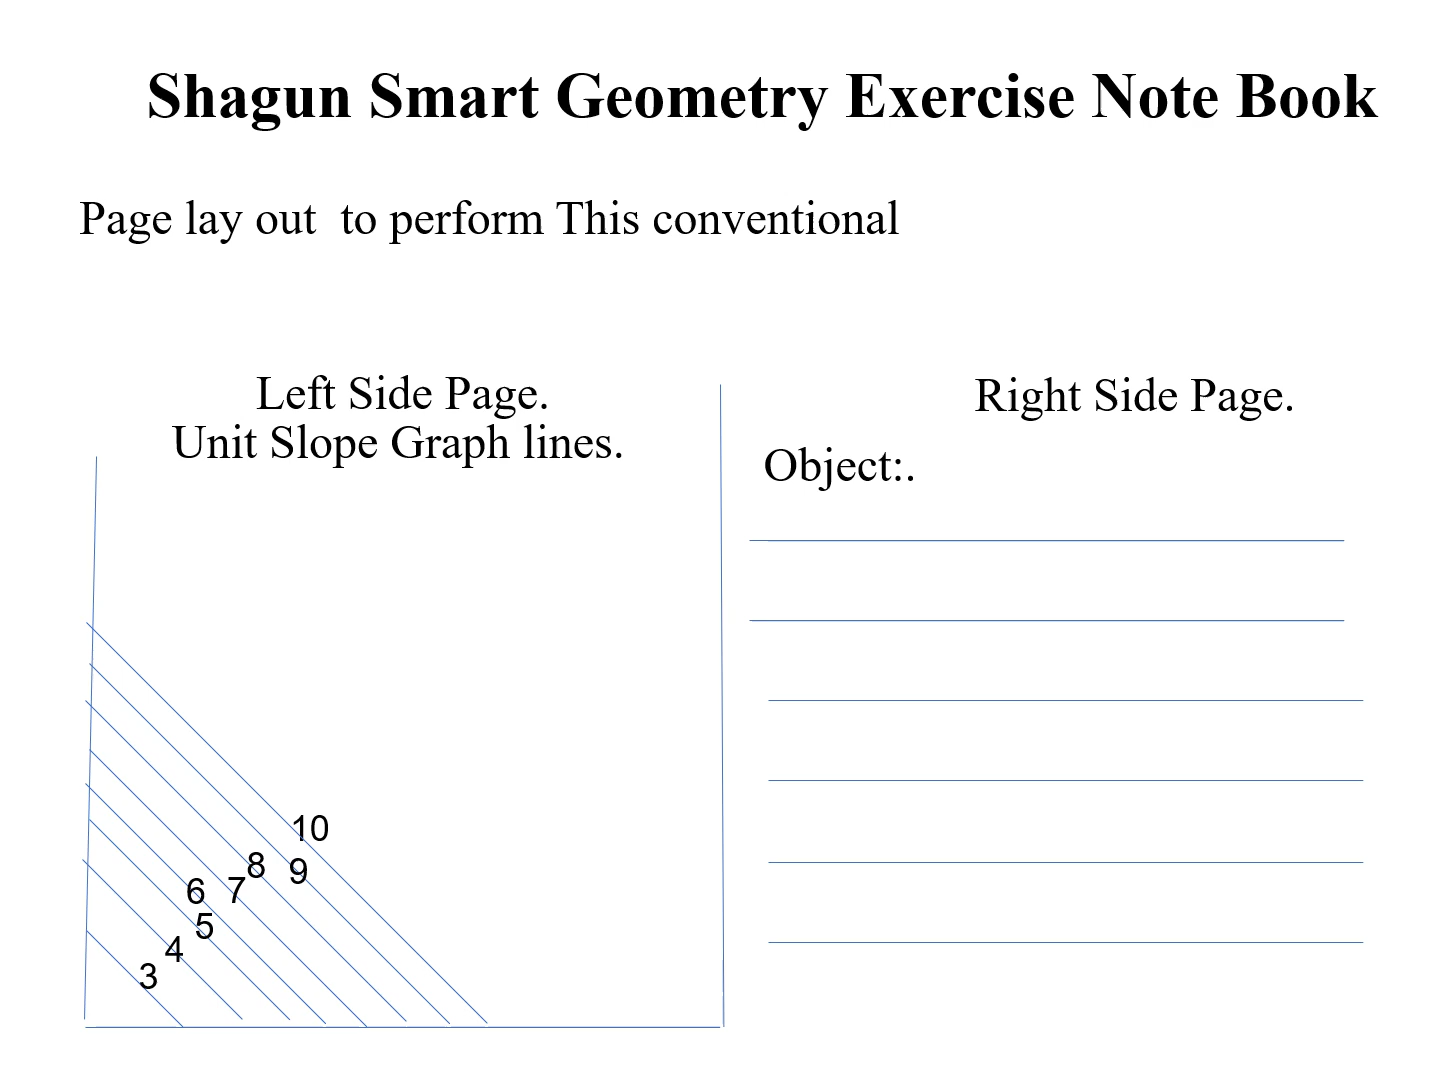 Shagun Smart Geometry Exercise Note Book
Page lay out  to perform This conventional
Left Side Page.
Unit Slope Graph lines.
Right Side Page.
Object:.
10
8
9
6
7
5
4
3